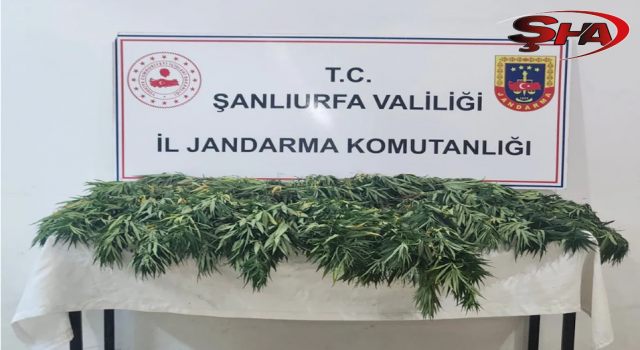 ŞHA
T.C.
ŞANLIURFA VALİLİĞİ
İL JANDARMA KOMUTANLIĞI
JANDARMA